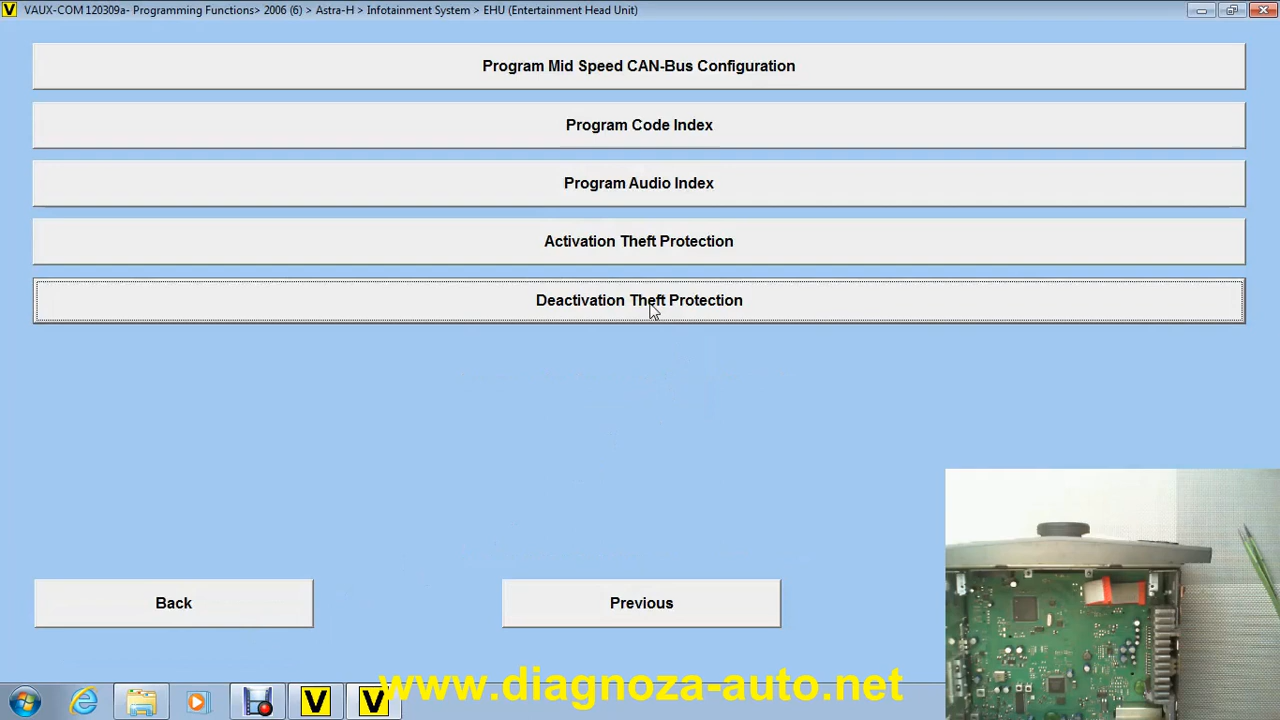 VAUX-COM 120309a- Programming Functions> 2006 (6) > Astra-H > Infotainment System > EHU (Entertainment Head Unit)
Program Mid Speed CAN-Bus Configuration
Program Code Index
Program Audio Index
Activation Theft Protection
Deactivation Theft Protection
Back
Previous
www.diagnoza-auto.net